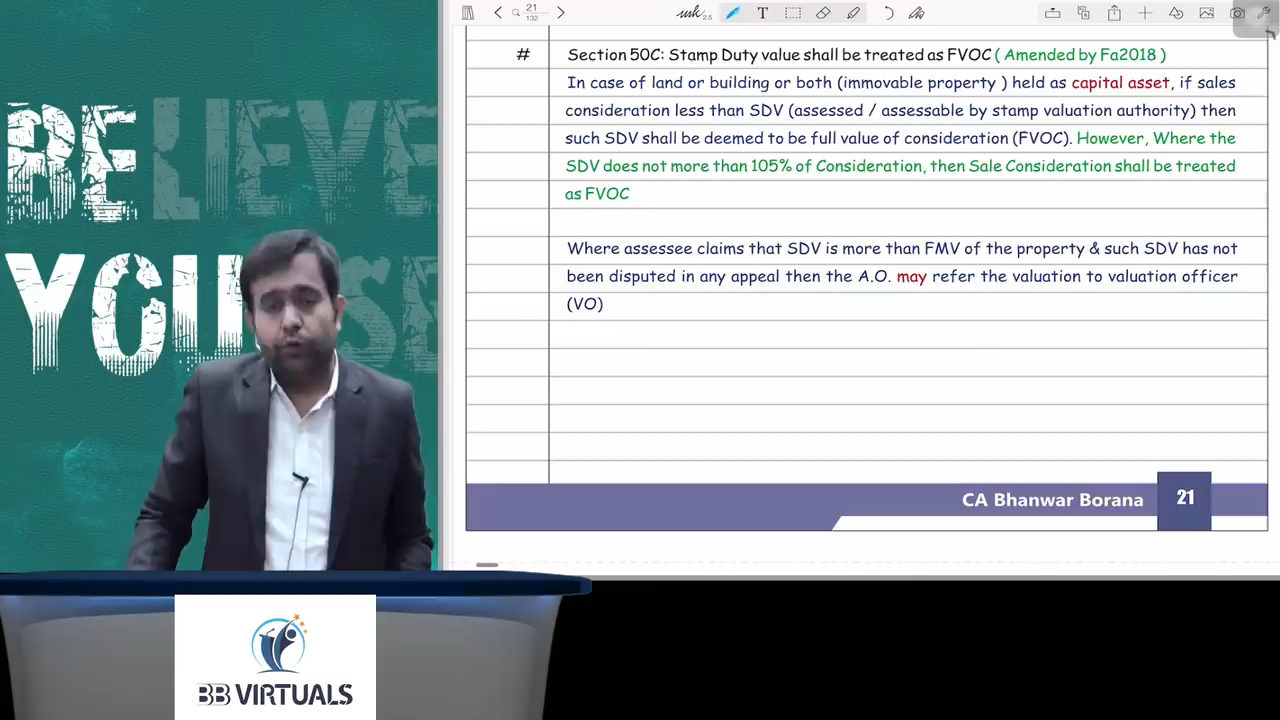 BELIEVE
YOURSE
BB VIRTUALS
21
132
2.5
T
# Section 50C: Stamp Duty value shall be treated as FVOC ( Amended by Fa2018 )
In case of land or building or both (immovable property ) held as capital asset, if sales
consideration less than SDV (assessed / assessable by stamp valuation authority) then
such SDV shall be deemed to be full value of consideration (FVOC). However, Where the
SDV does not more than 105% of Consideration, then Sale Consideration shall be treated
as FVOC
Where assessee claims that SDV is more than FMV of the property & such SDV has not
been disputed in any appeal then the A.O. may refer the valuation to valuation officer
(VO)
CA Bhanwar Borana 21